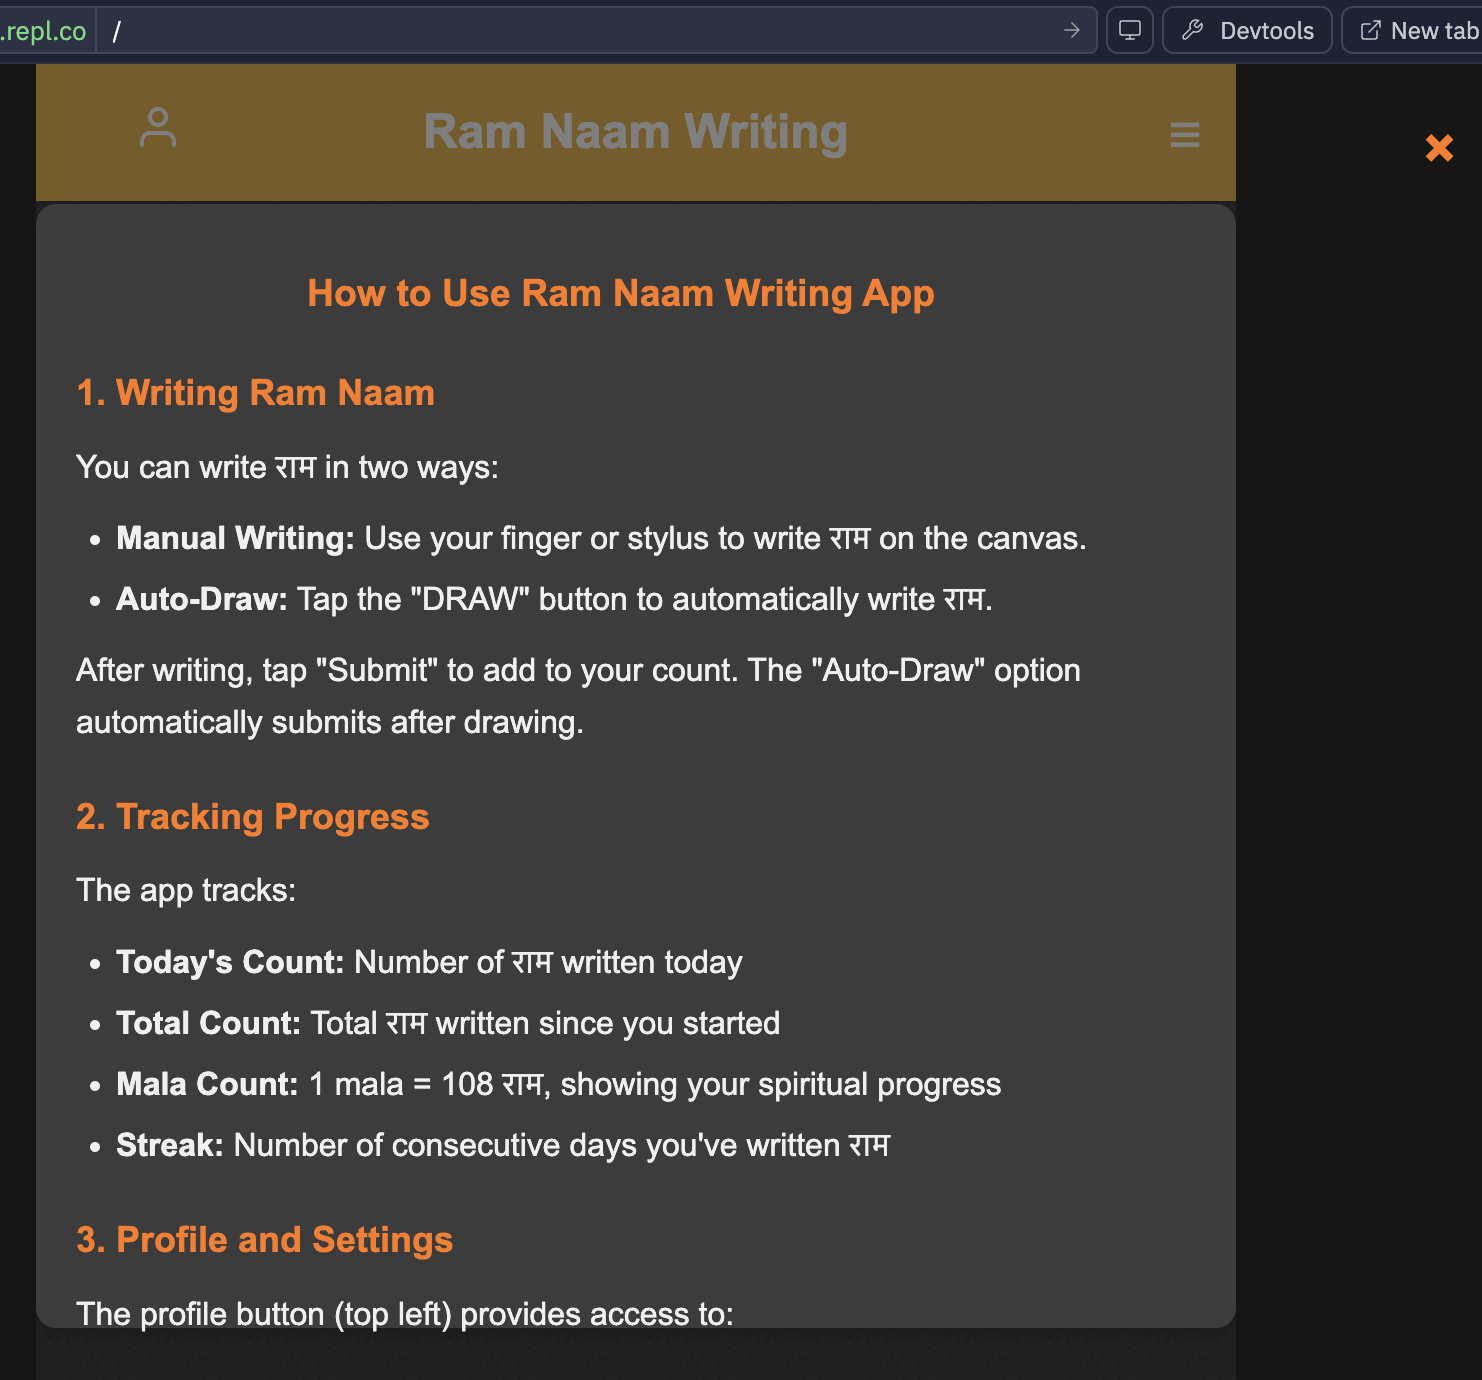 .repl.co /
Devtools
New tab
Ram Naam Writing
How to Use Ram Naam Writing App
1. Writing Ram Naam
You can write राम in two ways:
• Manual Writing: Use your finger or stylus to write राम on the canvas.
• Auto-Draw: Tap the "DRAW" button to automatically write राम.
After writing, tap "Submit" to add to your count. The "Auto-Draw" option
automatically submits after drawing.
2. Tracking Progress
The app tracks:
• Today's Count: Number of राम written today
• Total Count: Total राम written since you started
• Mala Count: 1 mala = 108 राम, showing your spiritual progress
• Streak: Number of consecutive days you've written राम
3. Profile and Settings
The profile button (top left) provides access to: